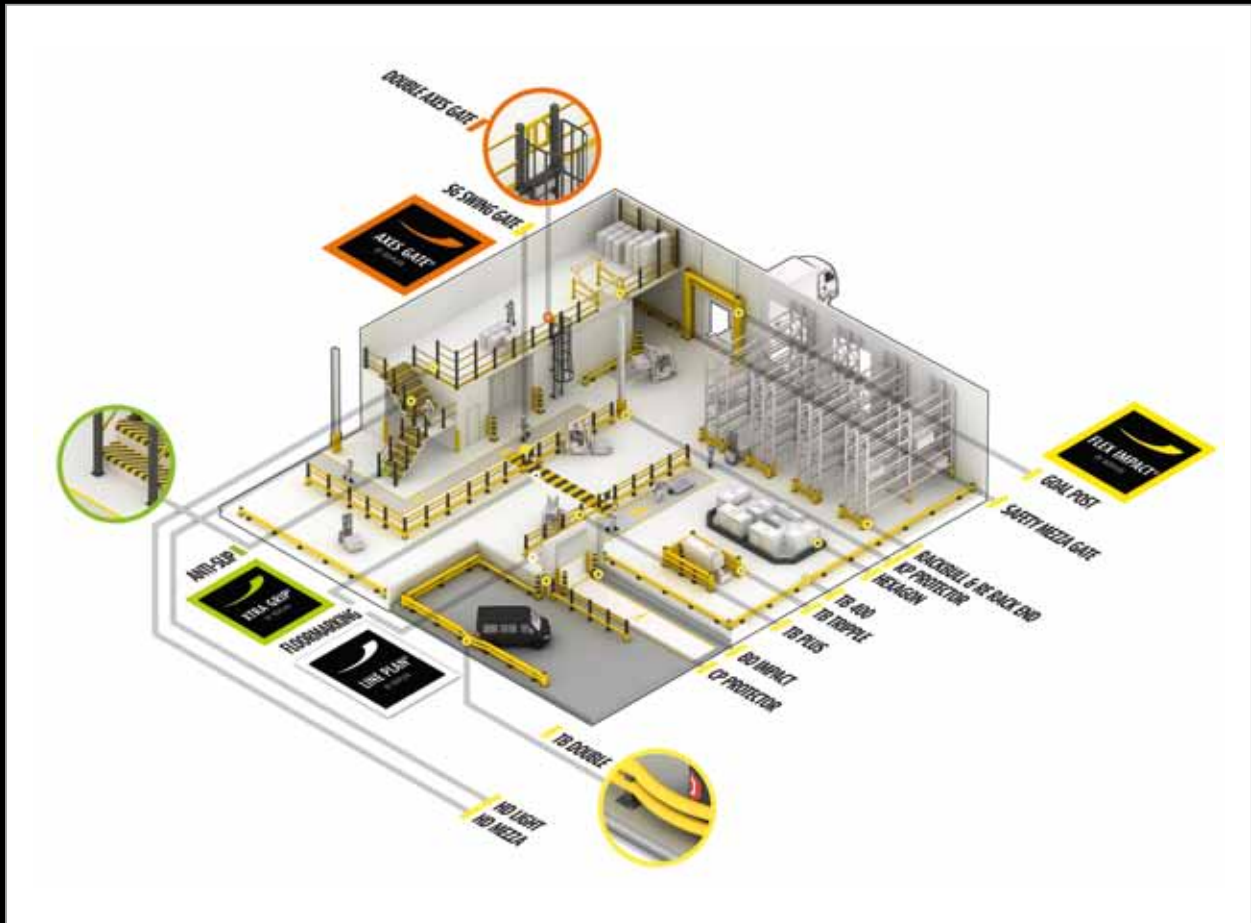 DOUBLE AXES GATE
SG SWING GATE
AXES GATE®
FLEX IMPACT®
GOAL POST
SAFETY MEZZA GATE
RACKBULL & RE RACK END
KP PROTECTOR
HEXAGON
TB 400
TB TRIPPLE
TB PLUS
BO IMPACT
CP PROTECTOR
ANTI-SLIP
XTRA GRIP®
FLOORMARKING
LINE PLAN®
TB DOUBLE
HD LIGHT
HD MEZZA